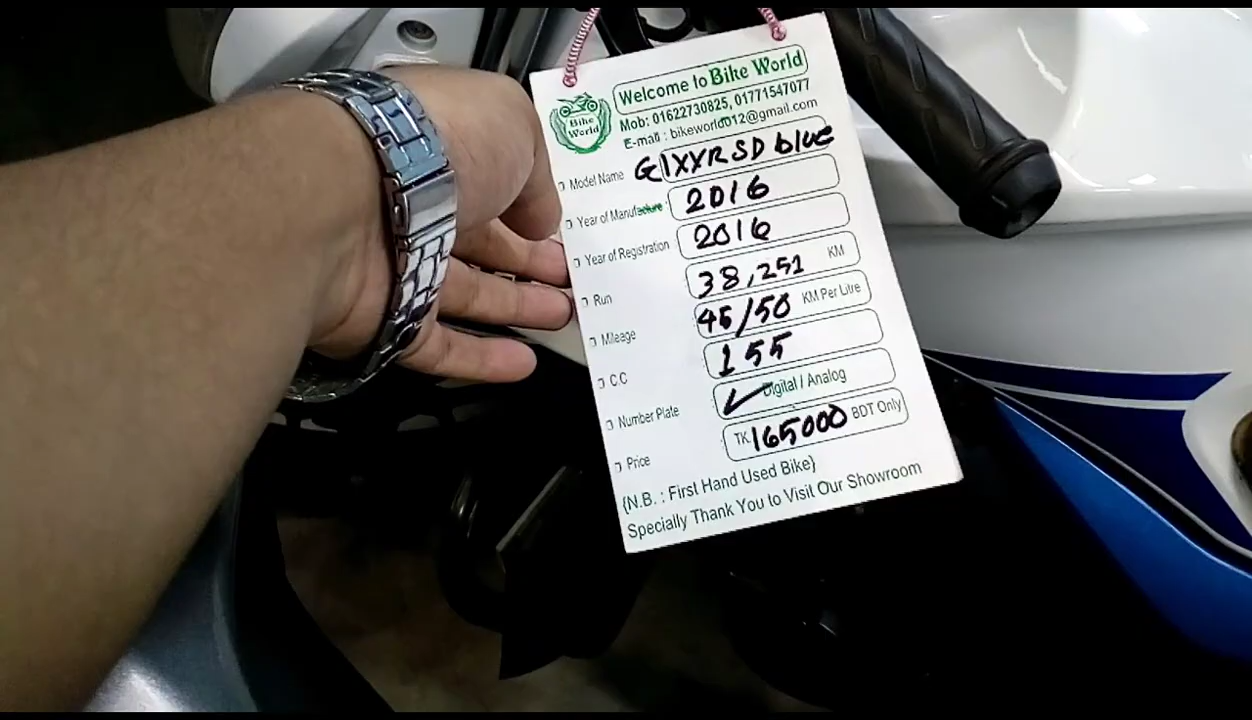 Welcome to Bike World
Bike World
Mob: 01622730825, 01771547077
E-mail : bikeworld012@gmail.com
Model Name GIXXR SD blue
Year of Manufacture 2016
Year of Registration 2016
Run 38,251 KM
Mileage 45/50 KM Per Litre
C.C 155
Number Plate ✓ Digital / Analog
Price TK 165000 BDT Only
{N.B. : First Hand Used Bike}
Specially Thank You to Visit Our Showroom